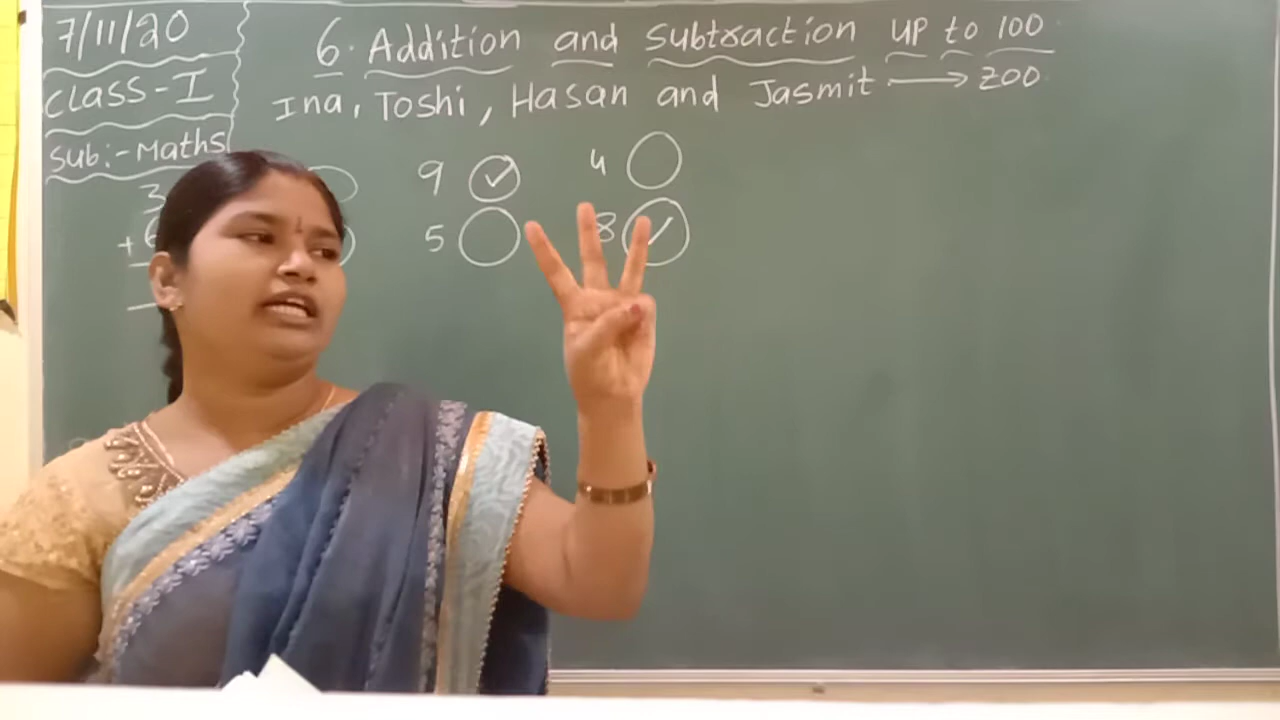 7/11/20
Class-I
Sub:-Maths
6. Addition and Subtraction up to 100
Ina, Toshi, Hasan and Jasmit → ZOO
3 9 4
+ 6 5 8